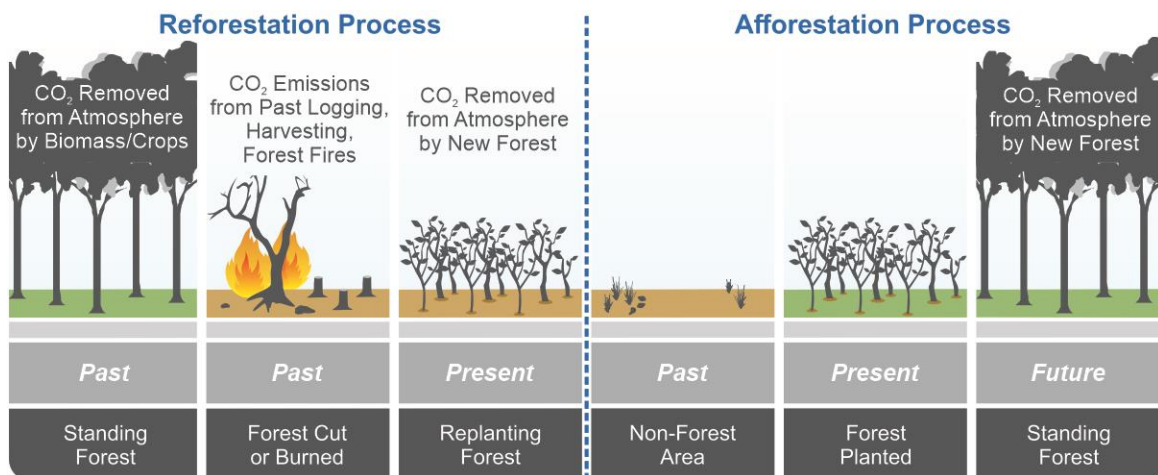 Reforestation Process
Afforestation Process
CO₂ Removed
from Atmosphere
by Biomass/Crops
CO₂ Emissions
from Past Logging,
Harvesting,
Forest Fires
CO₂ Removed
from Atmosphere
by New Forest
CO₂ Removed
from Atmosphere
by New Forest
Past
Past
Present
Past
Present
Future
Standing
Forest
Forest Cut
or Burned
Replanting
Forest
Non-Forest
Area
Forest
Planted
Standing
Forest